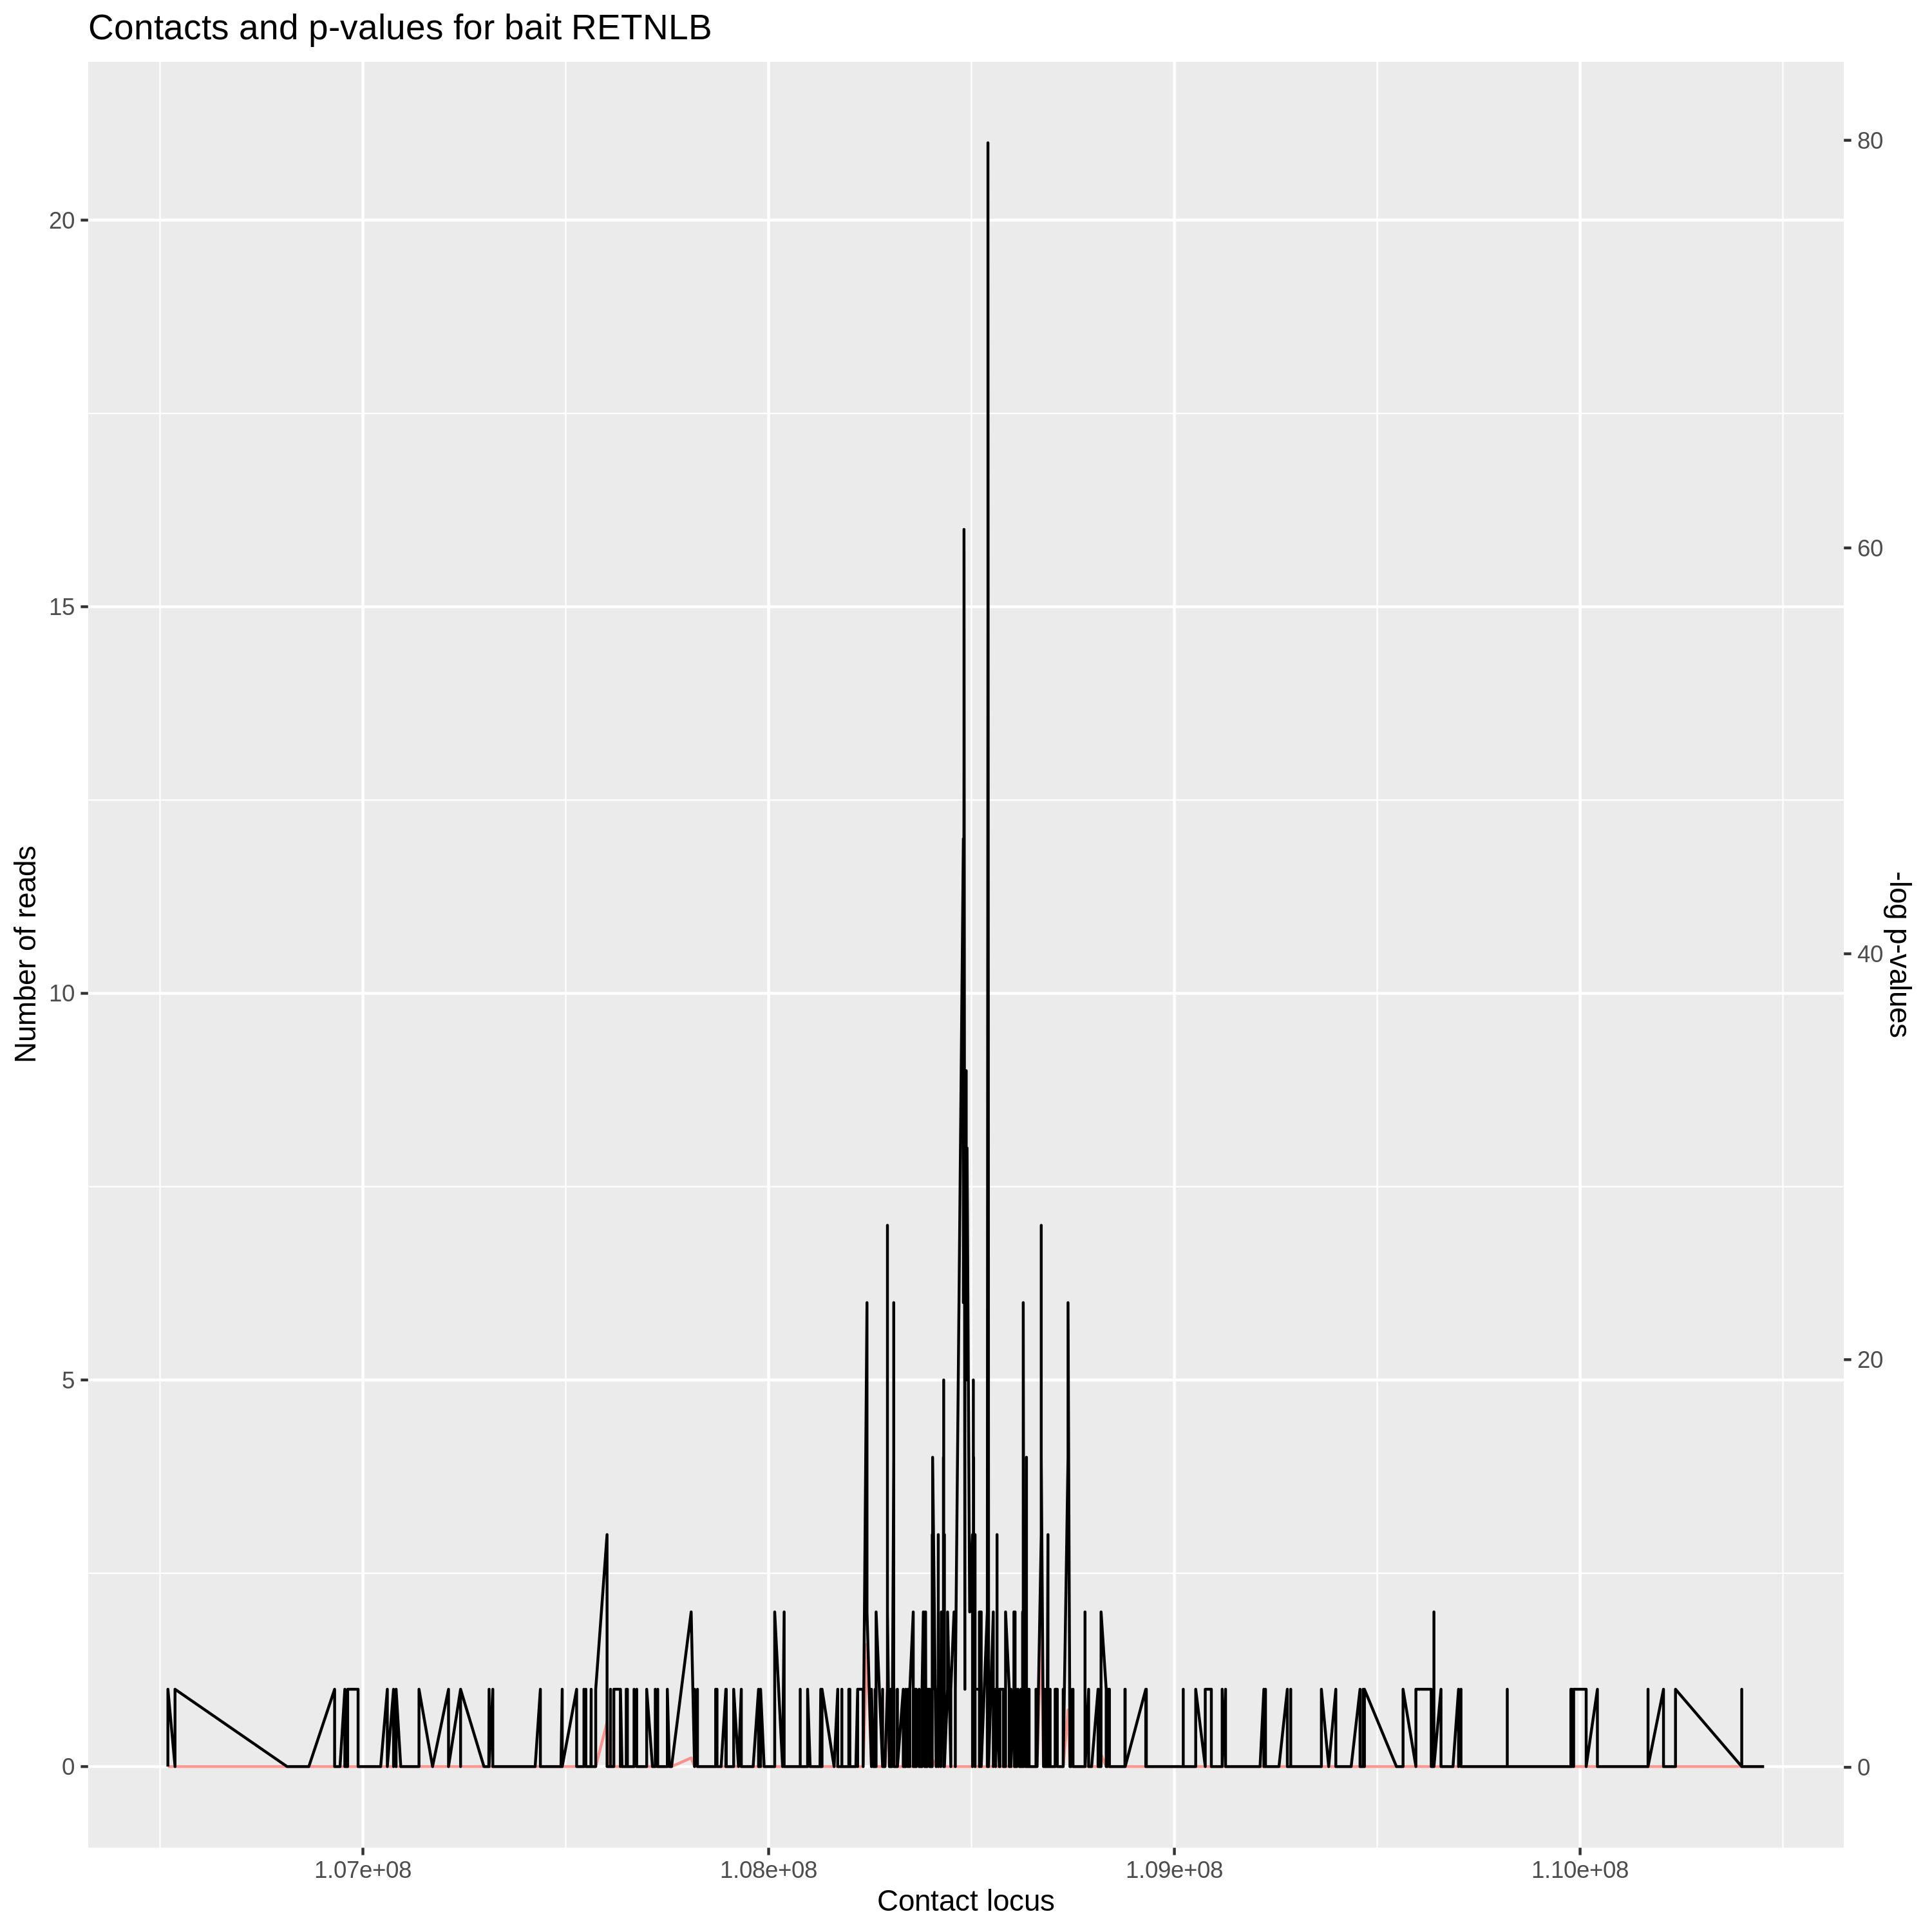 Contacts and p-values for bait RETNLB
80
20
60
15
Number of reads
-log p-values
40
10
20
5
0
0
1.07e+08
1.08e+08
1.09e+08
1.10e+08
Contact locus